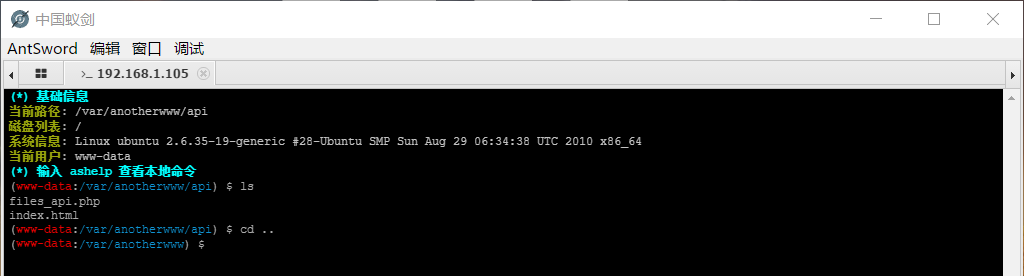 中国蚁剑
AntSword 编辑 窗口 调试
>_ 192.168.1.105
(*) 基础信息
当前路径: /var/anotherwww/api
磁盘列表: /
系统信息: Linux ubuntu 2.6.35-19-generic #28-Ubuntu SMP Sun Aug 29 06:34:38 UTC 2010 x86_64
当前用户: www-data
(*) 输入 ashelp 查看本地命令
(www-data:/var/anotherwww/api) $ ls
files_api.php
index.html
(www-data:/var/anotherwww/api) $ cd ..
(www-data:/var/anotherwww) $